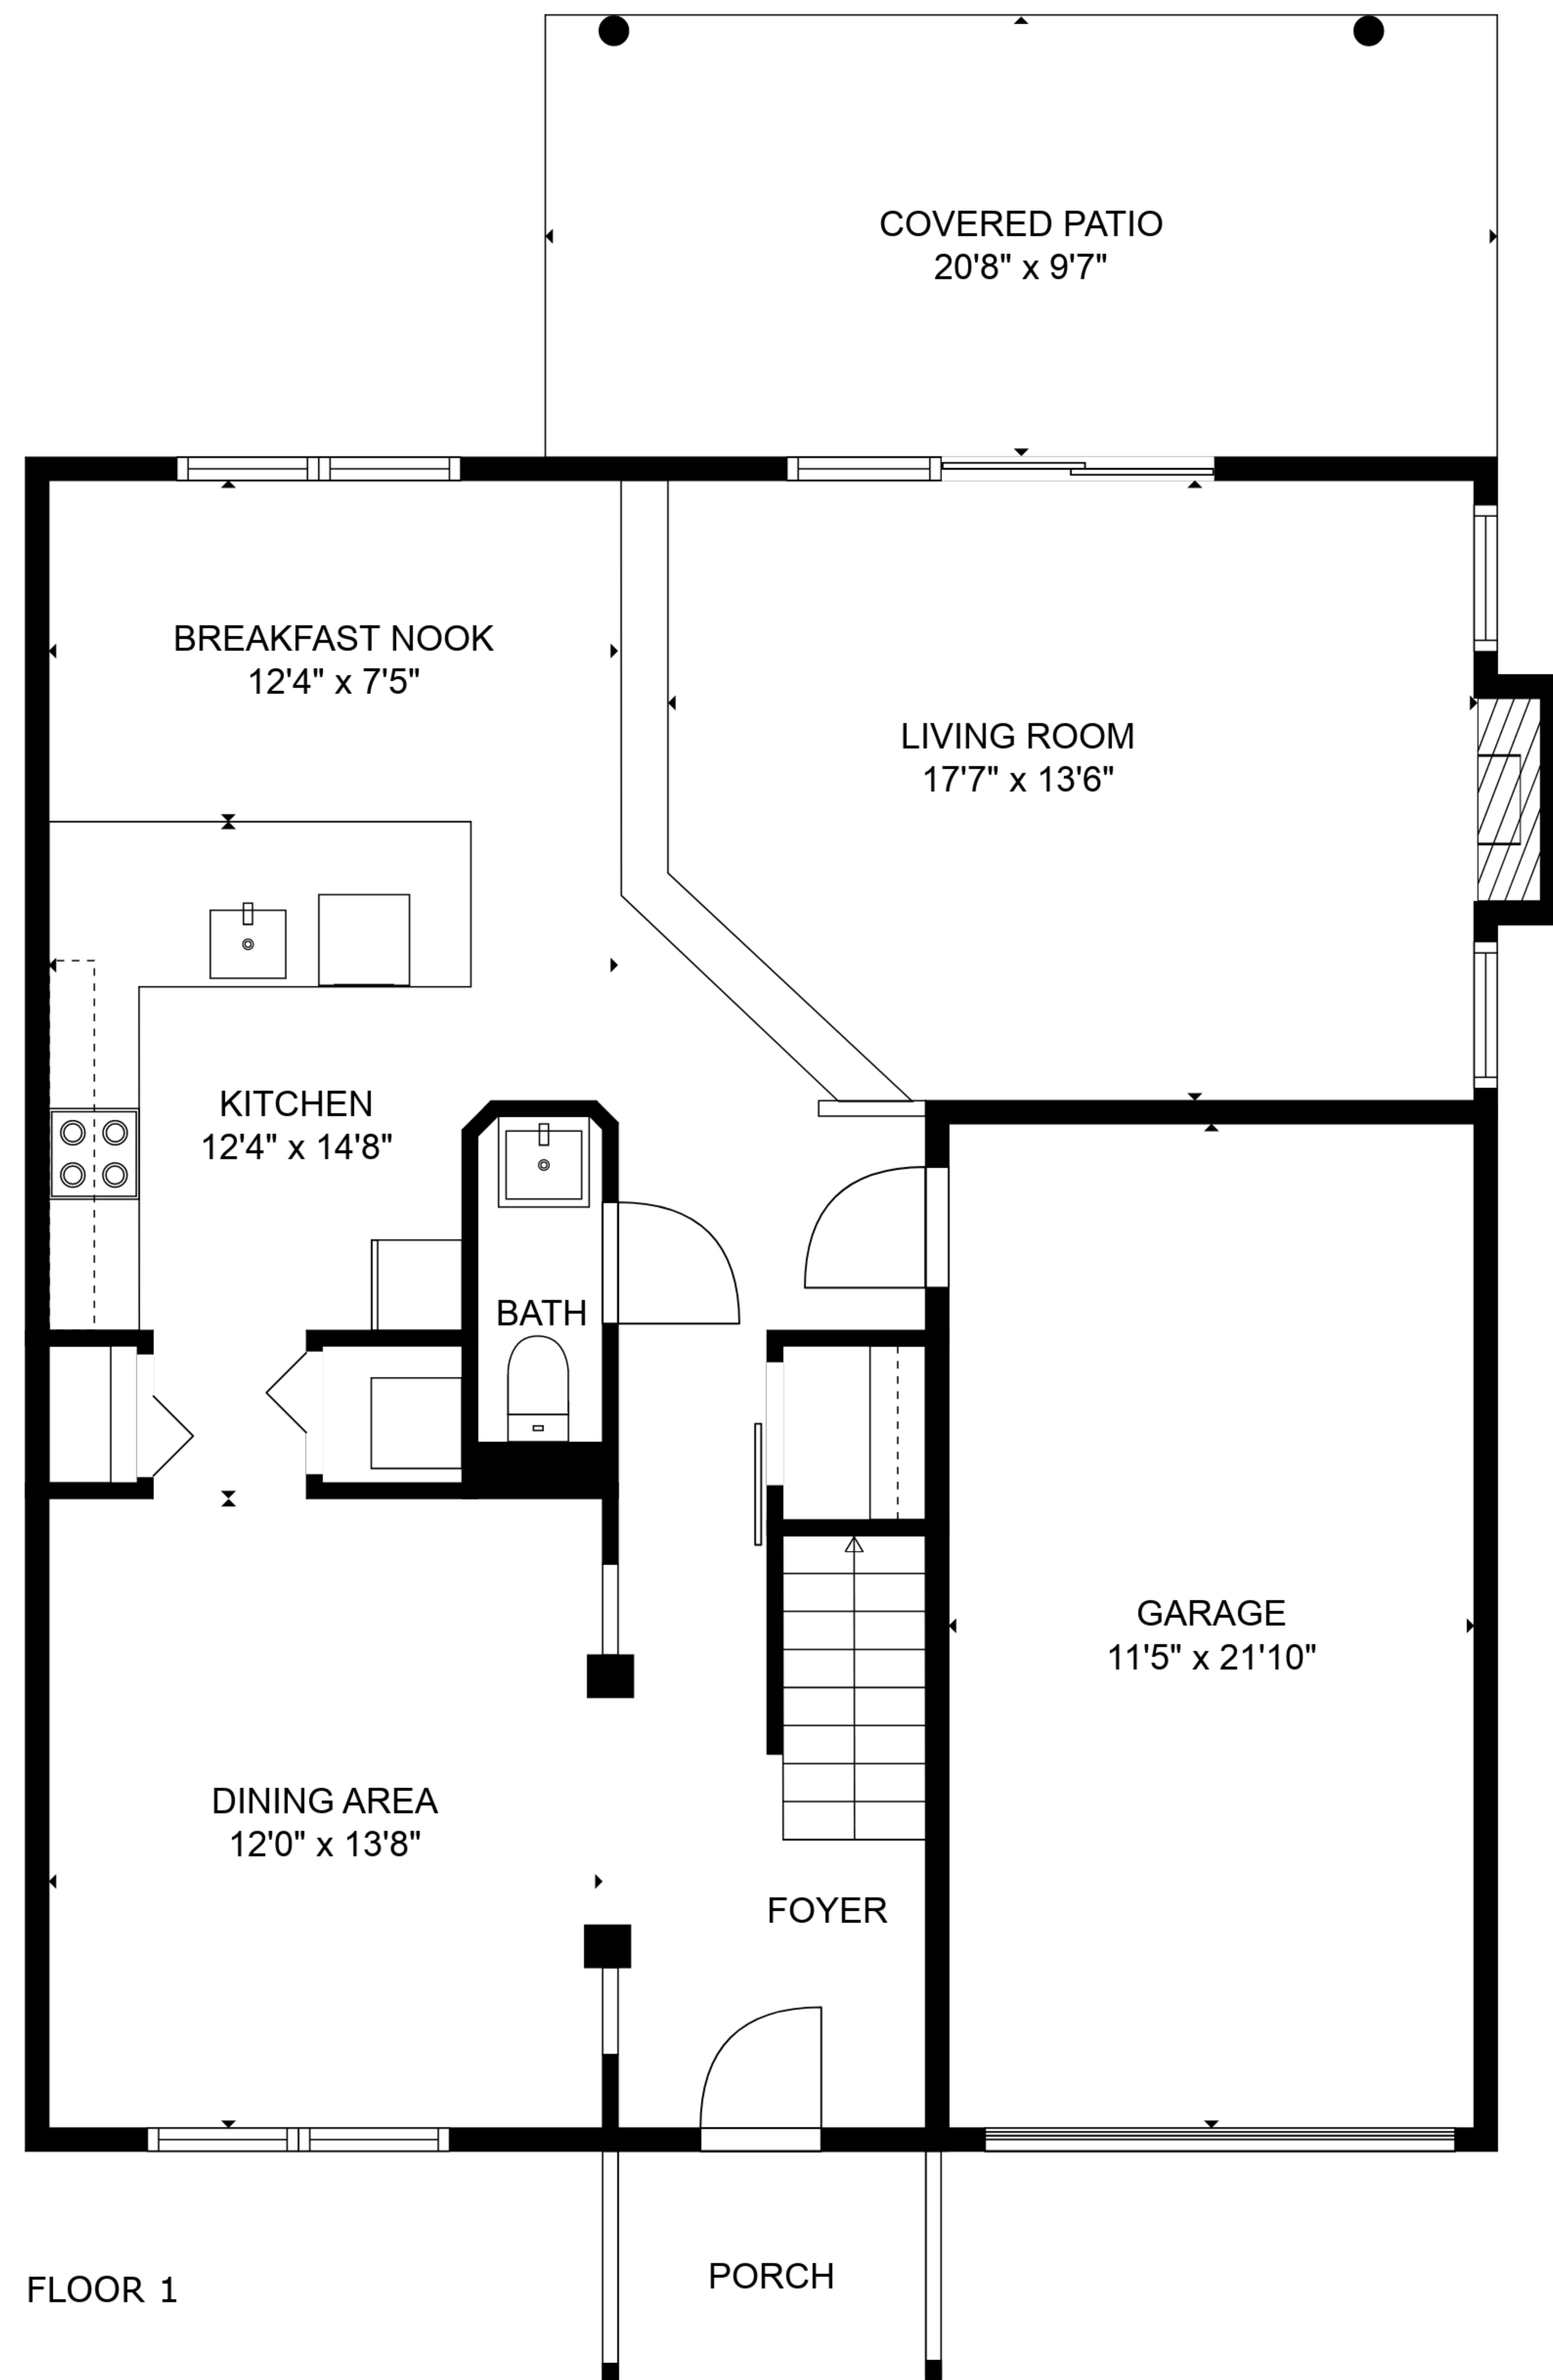 COVERED PATIO
20'8" x 9'7"
BREAKFAST NOOK
12'4" x 7'5"
LIVING ROOM
17'7" x 13'6"
KITCHEN
12'4" x 14'8"
BATH
GARAGE
11'5" x 21'10"
DINING AREA
12'0" x 13'8"
FOYER
PORCH
FLOOR 1